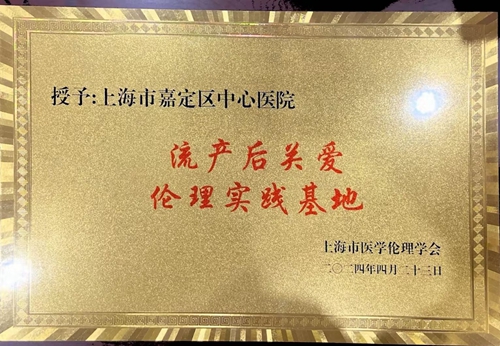 授予:上海市嘉定区中心医院
流产后关爱
伦理实践基地
上海市医学伦理学会
二〇二四年四月二十三日